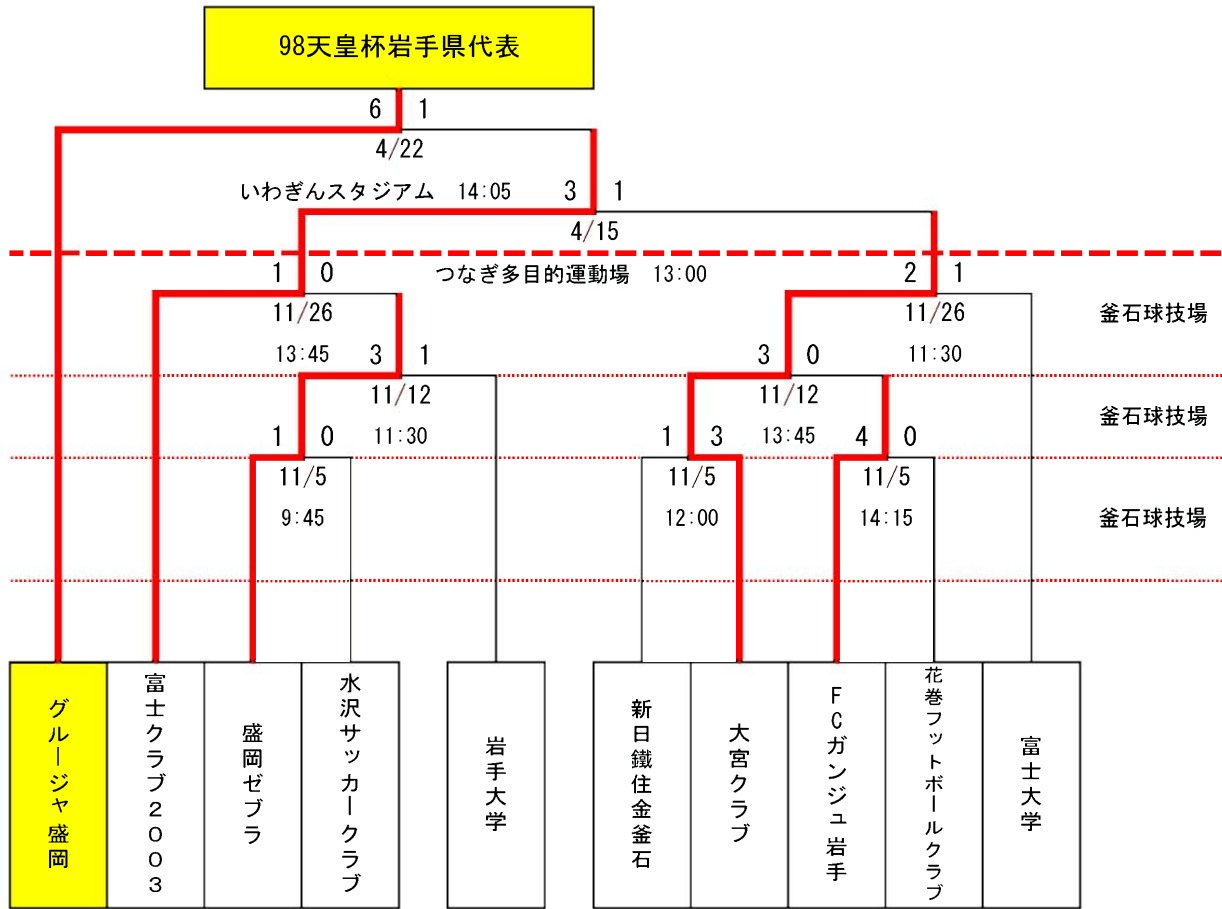 98天皇杯岩手県代表
6 1
4/22
いわぎんスタジアム 14:05 3 1
4/15
1 0 つなぎ多目的運動場 13:00 2 1
11/26 11/26 釜石球技場
13:45 3 1 3 0 11:30
11/12 11/12 釜石球技場
1 0 11:30 1 3 13:45 4 0
11/5 11/5 11/5
9:45 12:00 14:15 釜石球技場
グルージャ盛岡
富士クラブ2003
盛岡ゼブラ
水沢サッカークラブ
岩手大学
新日鐵住金釜石
大宮クラブ
FCガンジュ岩手
花巻フットボールクラブ
富士大学